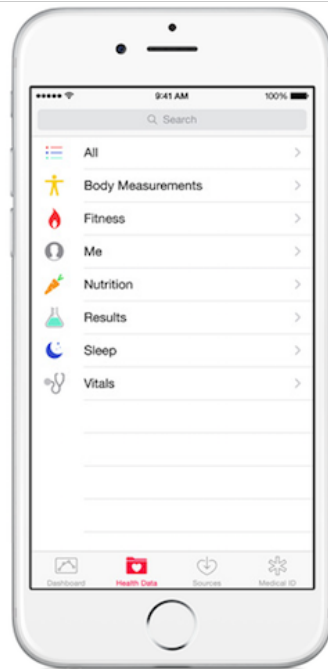 9:41 AM 100%
Search
All
Body Measurements
Fitness
Me
Nutrition
Results
Sleep
Vitals
Dashboard Health Data Sources Medical ID